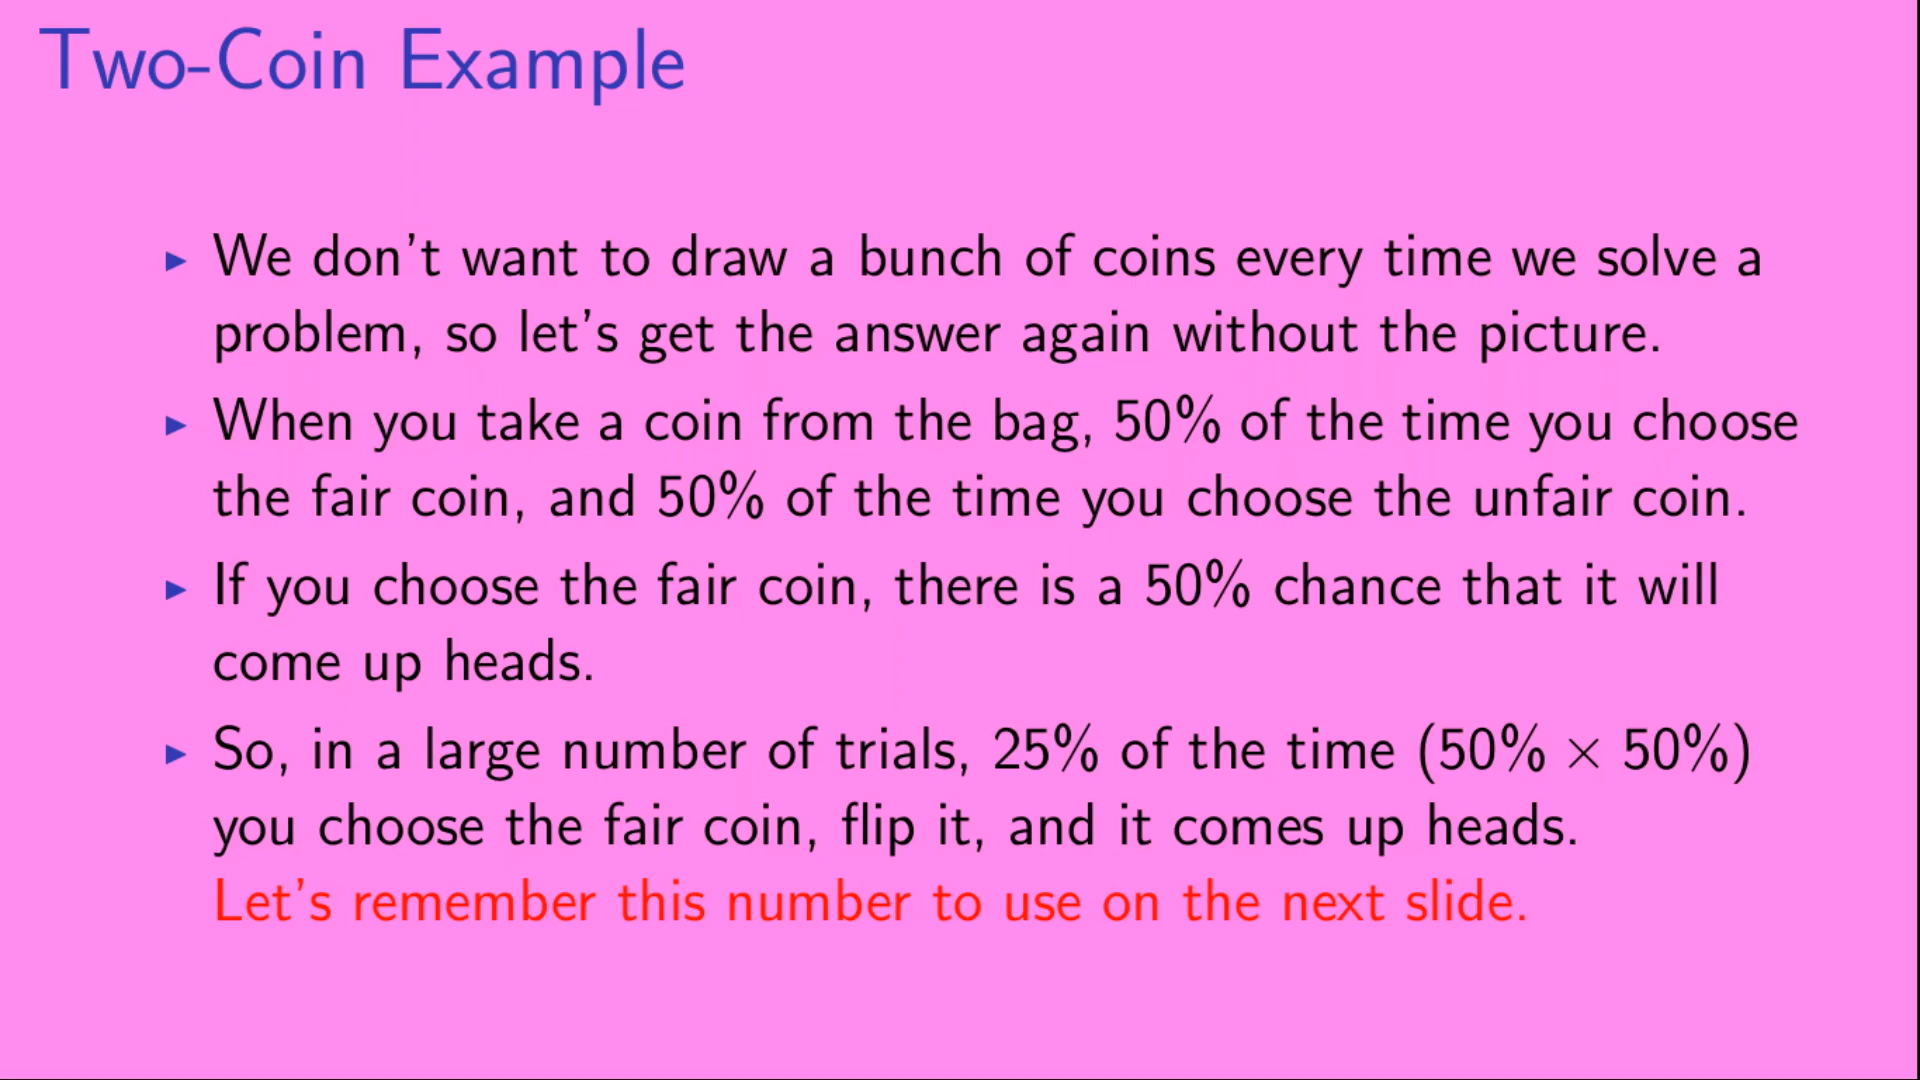 Two-Coin Example
▶ We don't want to draw a bunch of coins every time we solve a
problem, so let's get the answer again without the picture.
▶ When you take a coin from the bag, 50% of the time you choose
the fair coin, and 50% of the time you choose the unfair coin.
▶ If you choose the fair coin, there is a 50% chance that it will
come up heads.
▶ So, in a large number of trials, 25% of the time (50% × 50%)
you choose the fair coin, flip it, and it comes up heads.
Let's remember this number to use on the next slide.